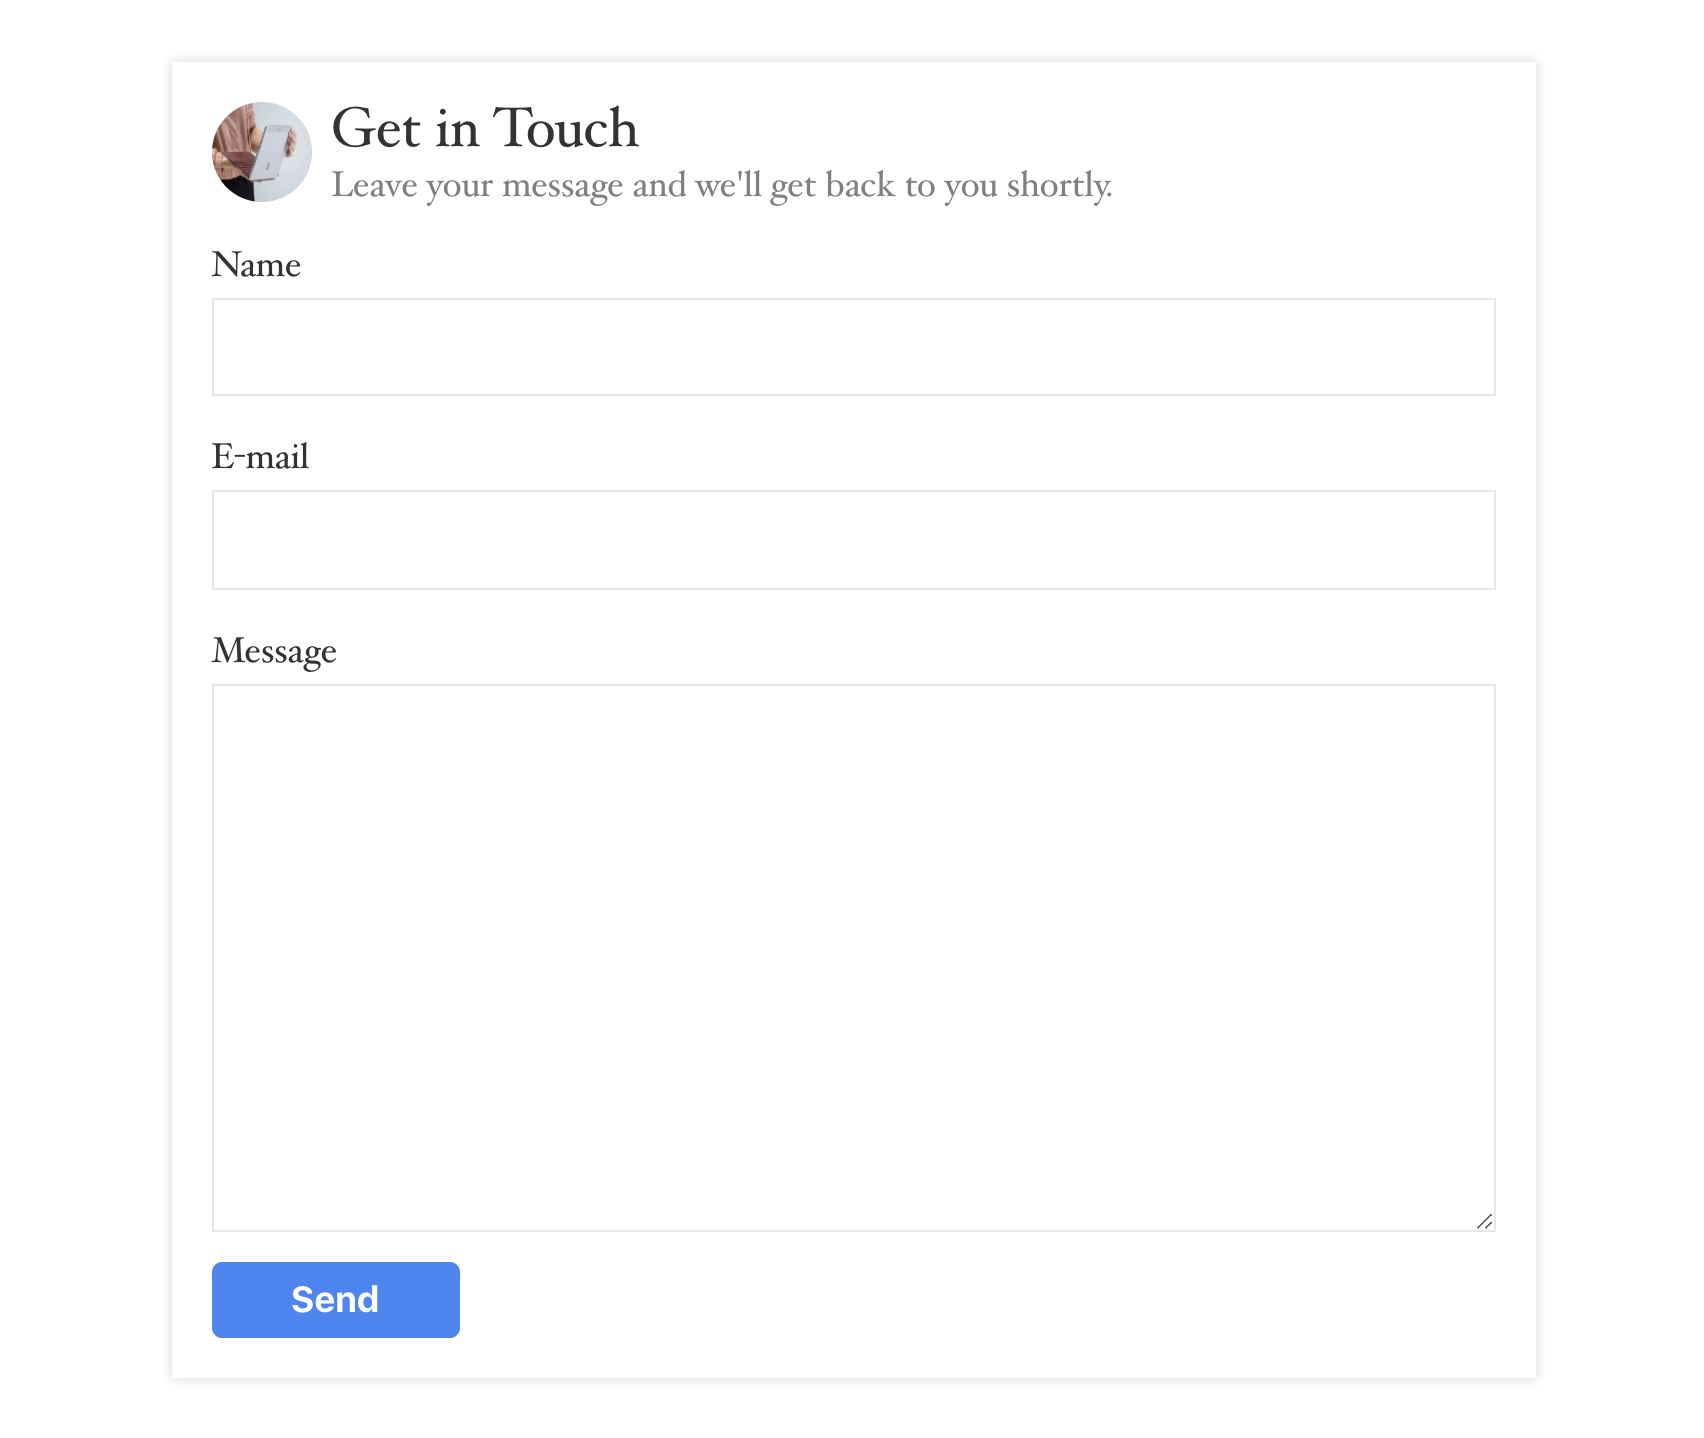 Get in Touch
Leave your message and we'll get back to you shortly.
Name
E-mail
Message
Send